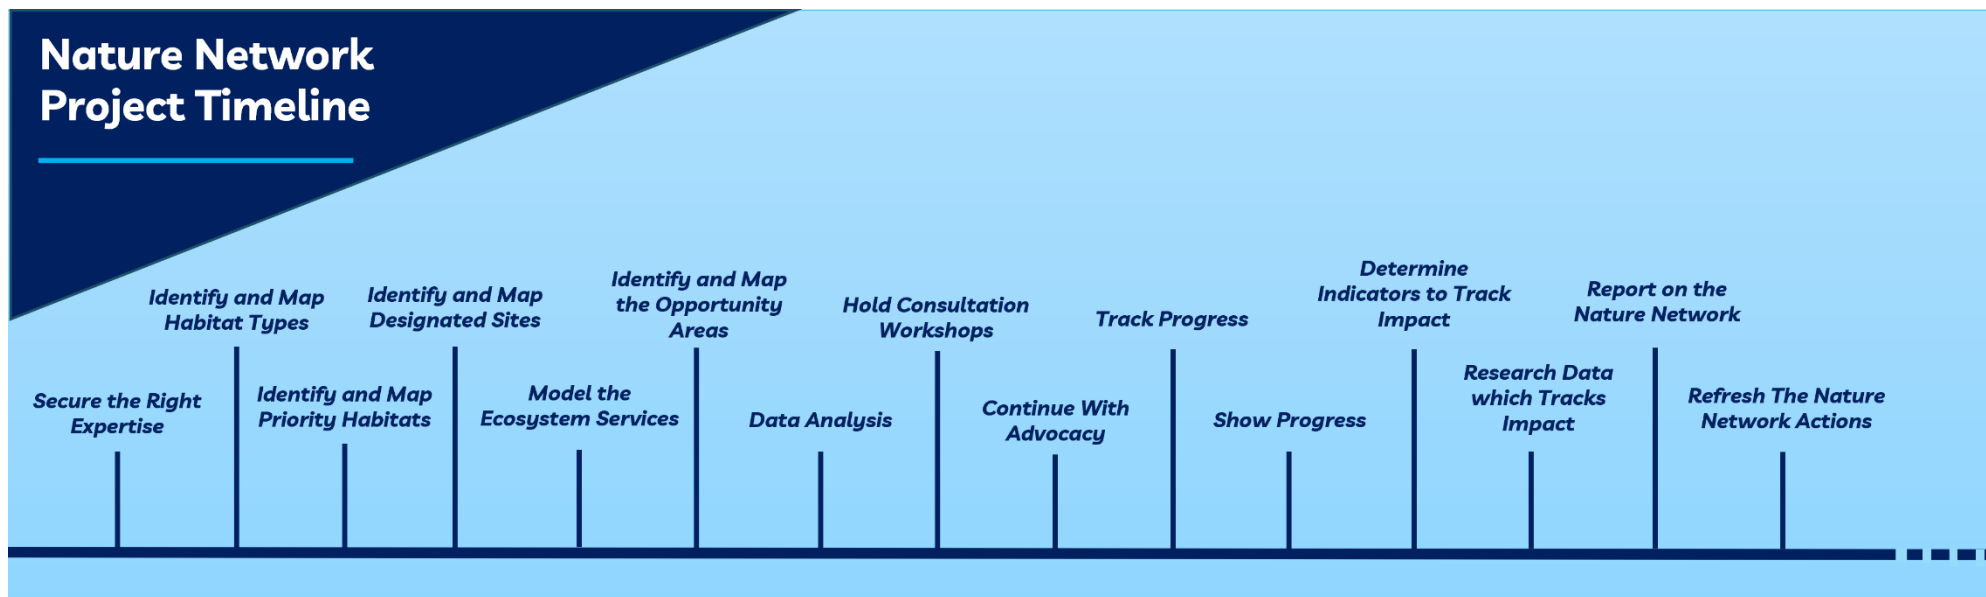 Nature Network
Project Timeline
Secure the Right
Expertise
Identify and Map
Habitat Types
Identify and Map
Priority Habitats
Identify and Map
Designated Sites
Model the
Ecosystem Services
Identify and Map
the Opportunity
Areas
Data Analysis
Hold Consultation
Workshops
Continue With
Advocacy
Track Progress
Show Progress
Determine
Indicators to Track
Impact
Research Data
which Tracks
Impact
Report on the
Nature Network
Refresh The Nature
Network Actions